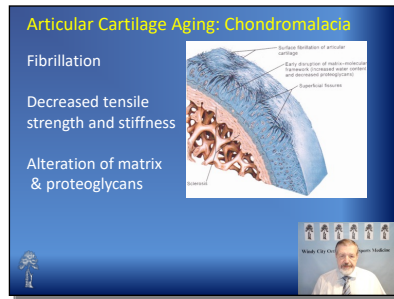 Articular Cartilage Aging: Chondromalacia
Fibrillation
Decreased tensile
strength and stiffness
Alteration of matrix
& proteoglycans
Surface fibrillation of articular
cartilage
Early disruption of matrix-molecular
framework (increased water content
and decreased proteoglycans)
Superficial fissures
Sclerosis
Windy City
Sports Medicine